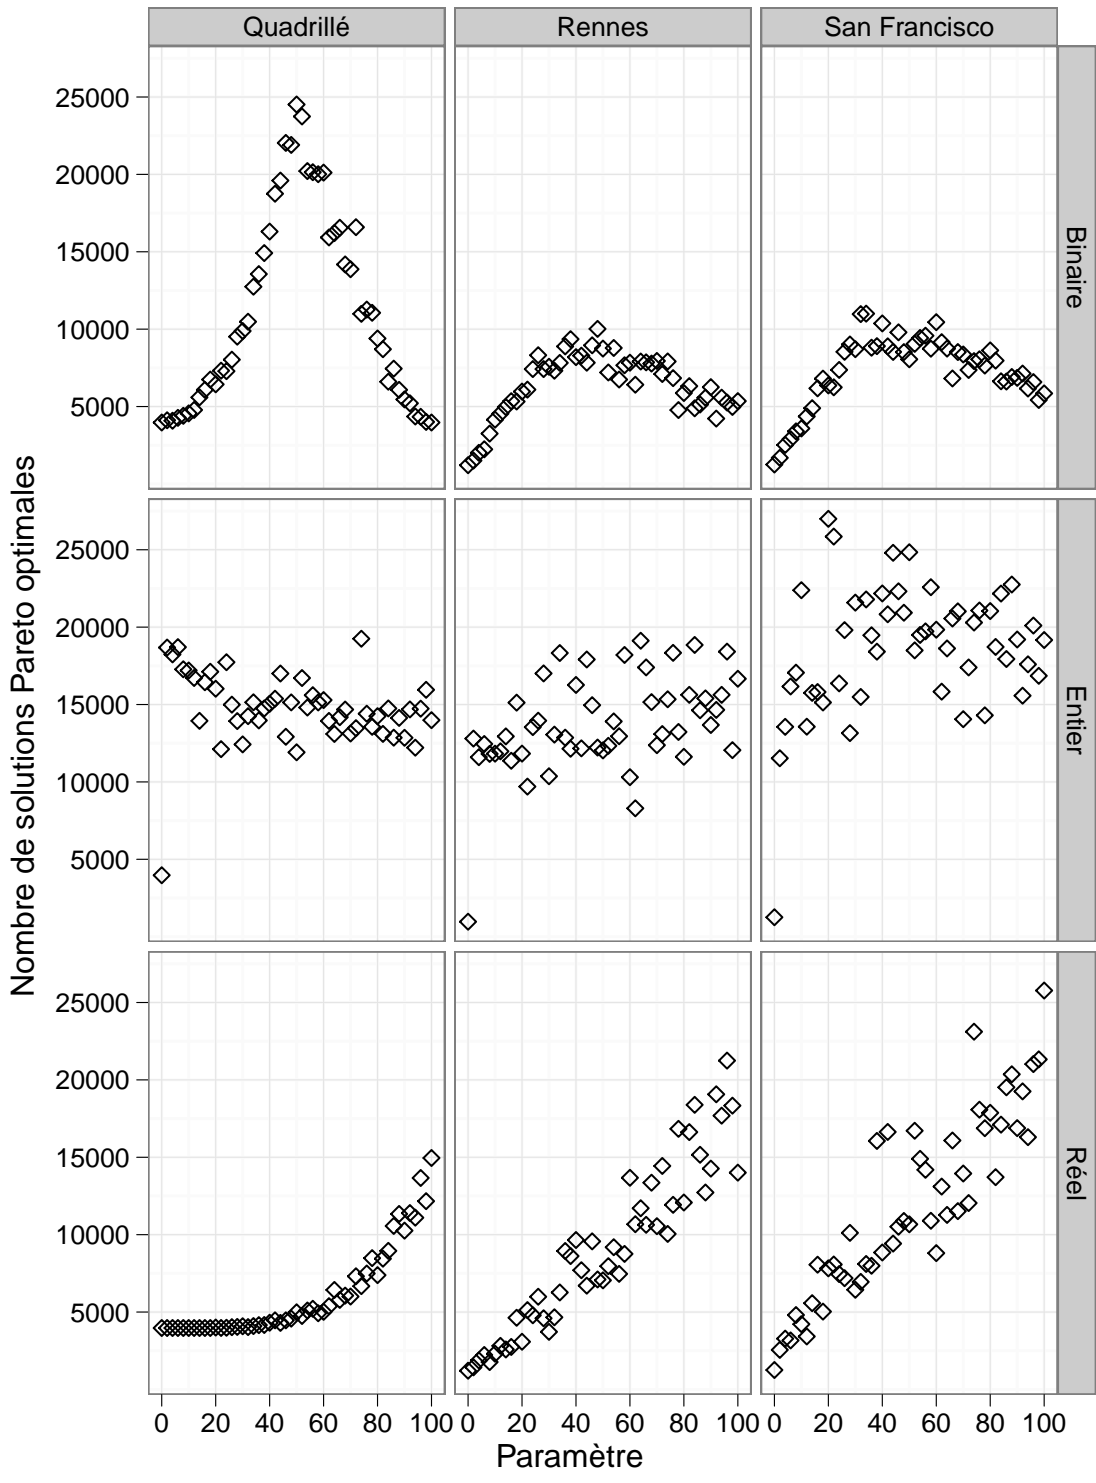 Quadrillé Rennes San Francisco
25000
20000
15000
10000
5000
Binaire
25000
20000
15000
10000
5000
Entier
25000
20000
15000
10000
5000
Réel
Nombre de solutions Pareto optimales
0 20 40 60 80 100 0 20 40 60 80 100 0 20 40 60 80 100
Paramètre